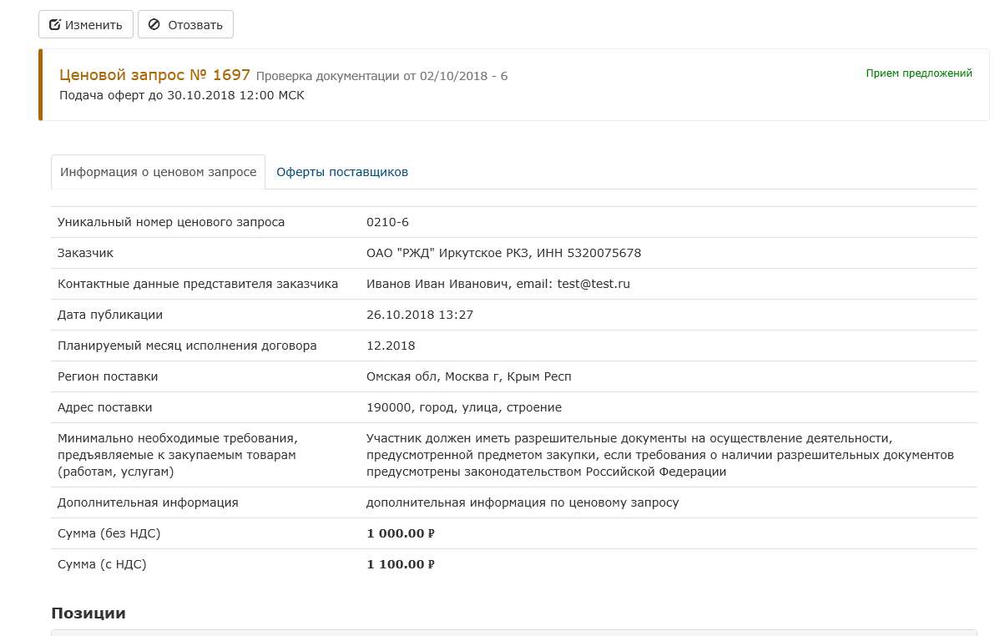 Изменить Отозвать
Ценовой запрос № 1697 Проверка документации от 02/10/2018 - 6 Прием предложений
Подача оферт до 30.10.2018 12:00 МСК
Информация о ценовом запросе Оферты поставщиков
Уникальный номер ценового запроса 0210-6
Заказчик ОАО "РЖД" Иркутское РКЗ, ИНН 5320075678
Контактные данные представителя заказчика Иванов Иван Иванович, email: test@test.ru
Дата публикации 26.10.2018 13:27
Планируемый месяц исполнения договора 12.2018
Регион поставки Омская обл, Москва г, Крым Респ
Адрес поставки 190000, город, улица, строение
Минимально необходимые требования, Участник должен иметь разрешительные документы на осуществление деятельности,
предъявляемые к закупаемым товарам предусмотренной предметом закупки, если требования о наличии разрешительных документов
(работам, услугам) предусмотрены законодательством Российской Федерации
Дополнительная информация дополнительная информация по ценовому запросу
Сумма (без НДС) 1 000.00 ₽
Сумма (с НДС) 1 100.00 ₽
Позиции